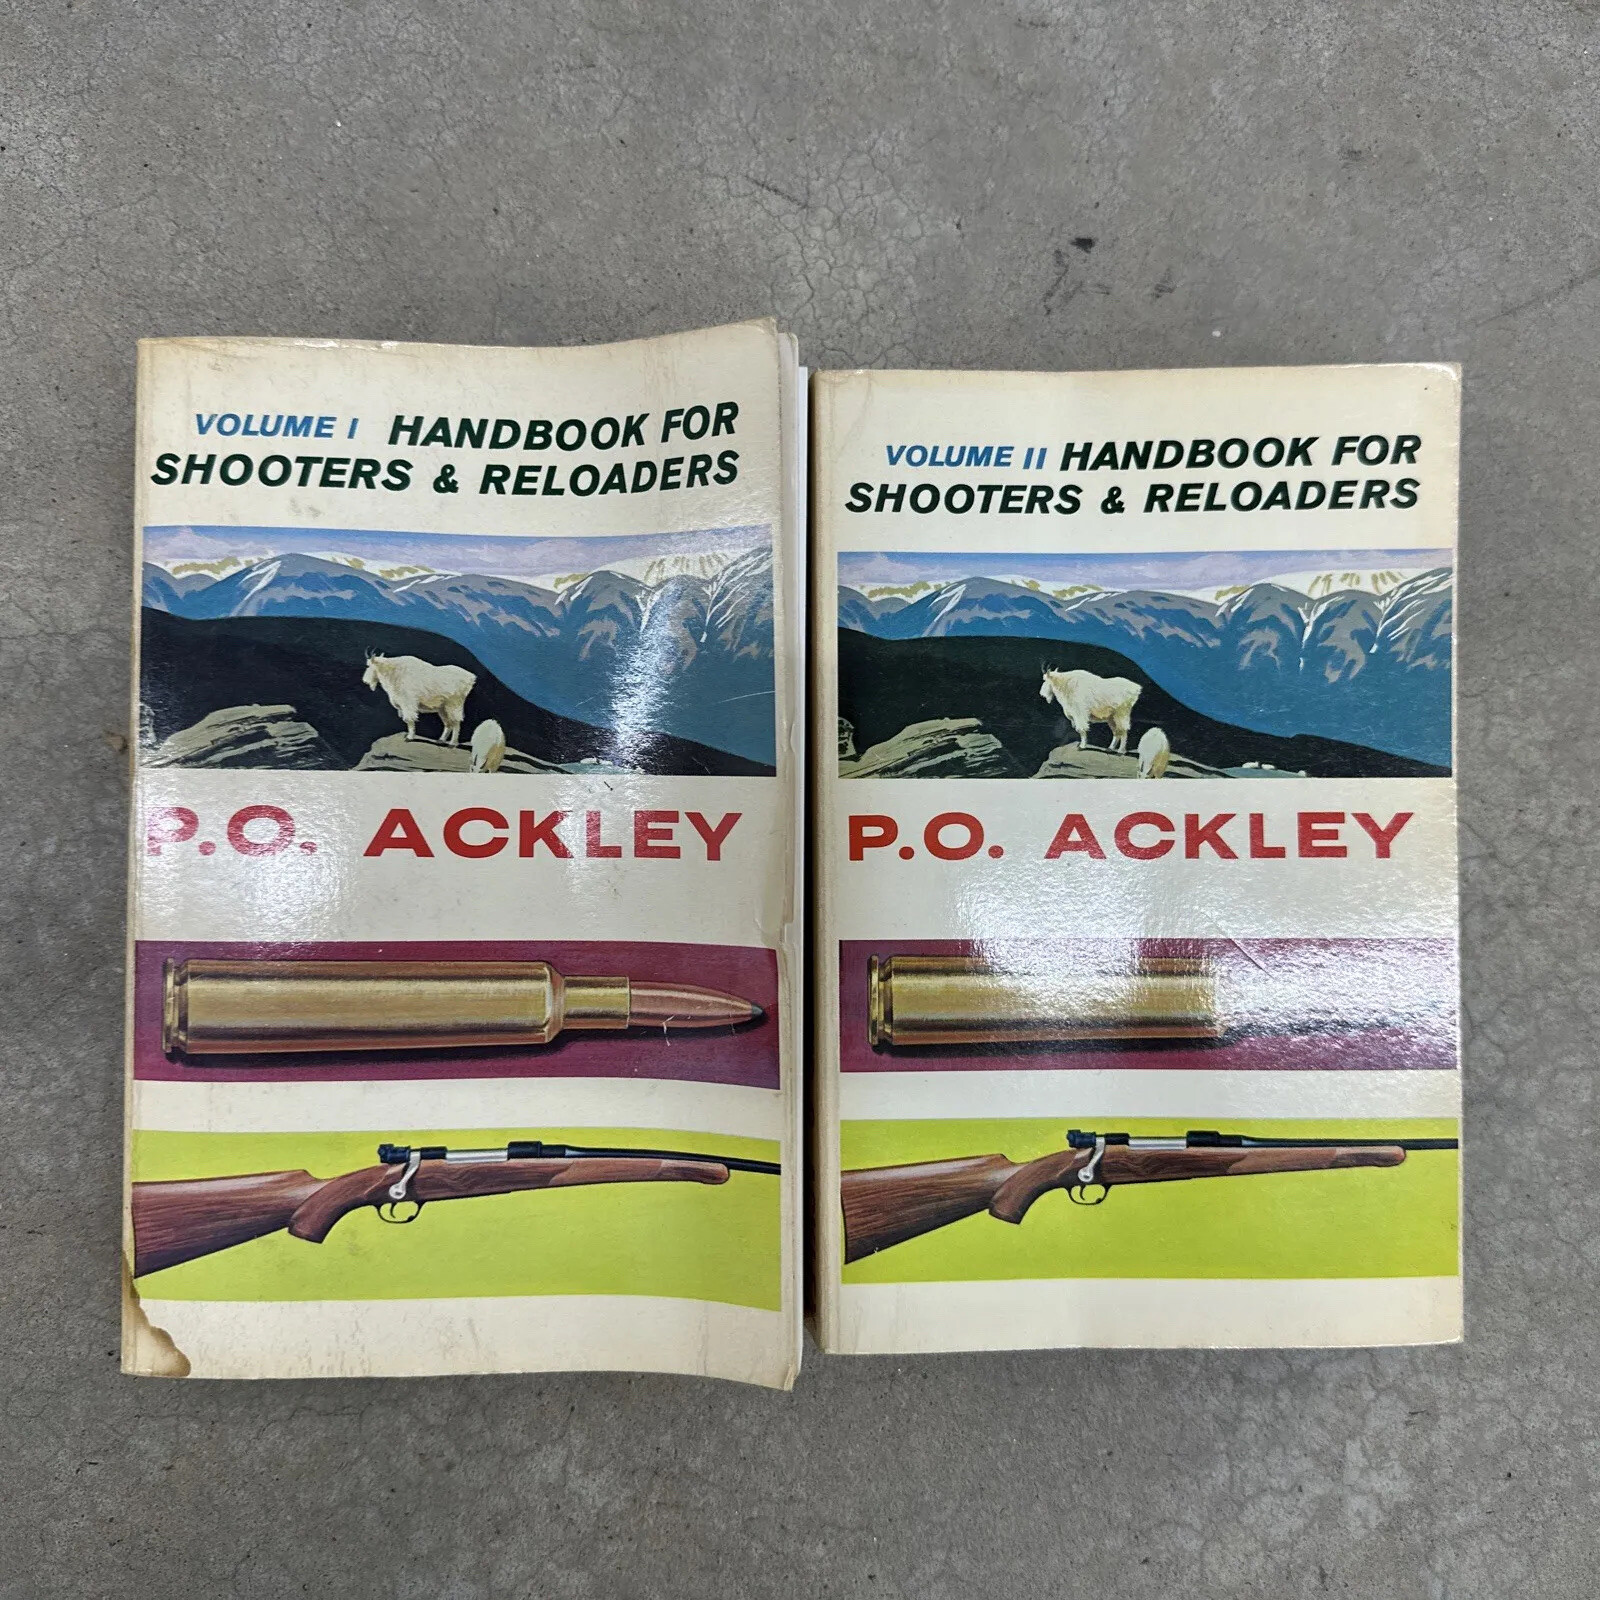 VOLUME I HANDBOOK FOR
SHOOTERS & RELOADERS
P.O. ACKLEY
VOLUME II HANDBOOK FOR
SHOOTERS & RELOADERS
P.O. ACKLEY